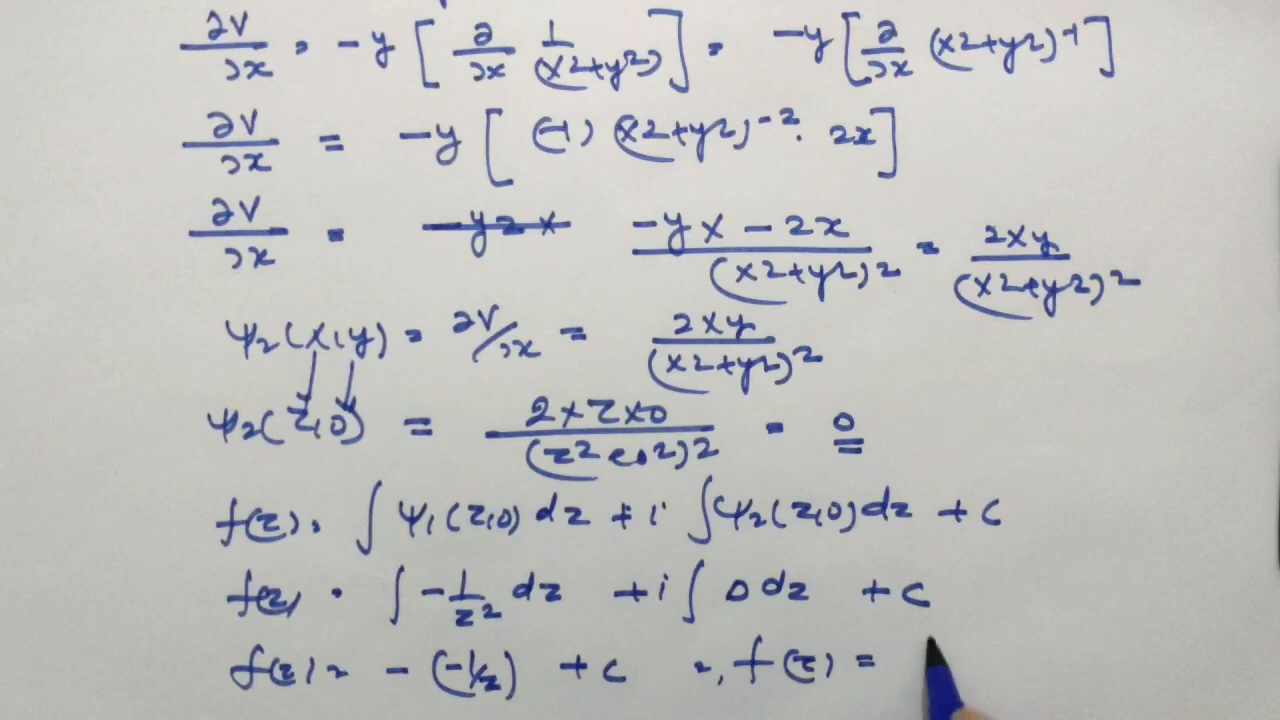 ∂V/∂x = -y [ ∂/∂x 1/(x2+y2) ] = -y [ ∂/∂x (x2+y2)-1 ]
∂V/∂x = -y [ (-1) (x2+y2)-2 . 2x ]
∂V/∂x = -y2x -y x -2x/(x2+y2)2 = 2xy/(x2+y2)2
ψ2(x,y) = ∂V/∂x = 2xy/(x2+y2)2
ψ2(z,0) = 2×z×0/(z2+02)2 = 0
f(z) = ∫ ψ1(z,0) dz + i ∫ ψ2(z,0) dz + c
f(z) = ∫ -1/z2 dz + i ∫ 0 dz + c
f(z) = - (-1/z) + c =, f(z) =